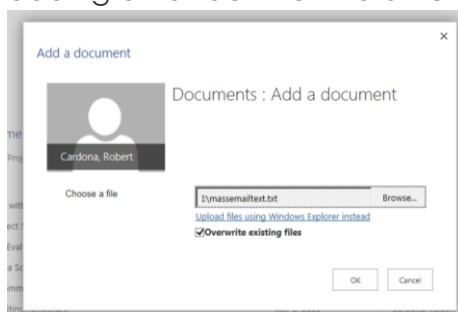 Add a document
Documents : Add a document
Cardona, Robert
Choose a file
I:\massemailtext.txt
Browse...
Upload files using Windows Explorer instead
Overwrite existing files
OK
Cancel